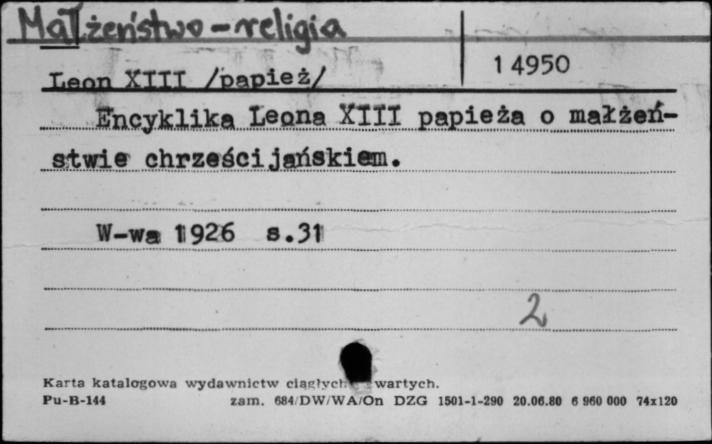 Małżeństwo - religia
14950
Leon XIII /papież/
Encyklika Leona XIII papieża o małżeń-
stwie chrześcijańskiem.
W-wa 1926 s.31
2
Karta katalogowa wydawnictw ciągłych wartych.
Pu-B-144 zam. 684/DW/WA/On DZG 1501-1-290 20.06.80 6 960 000 74x120